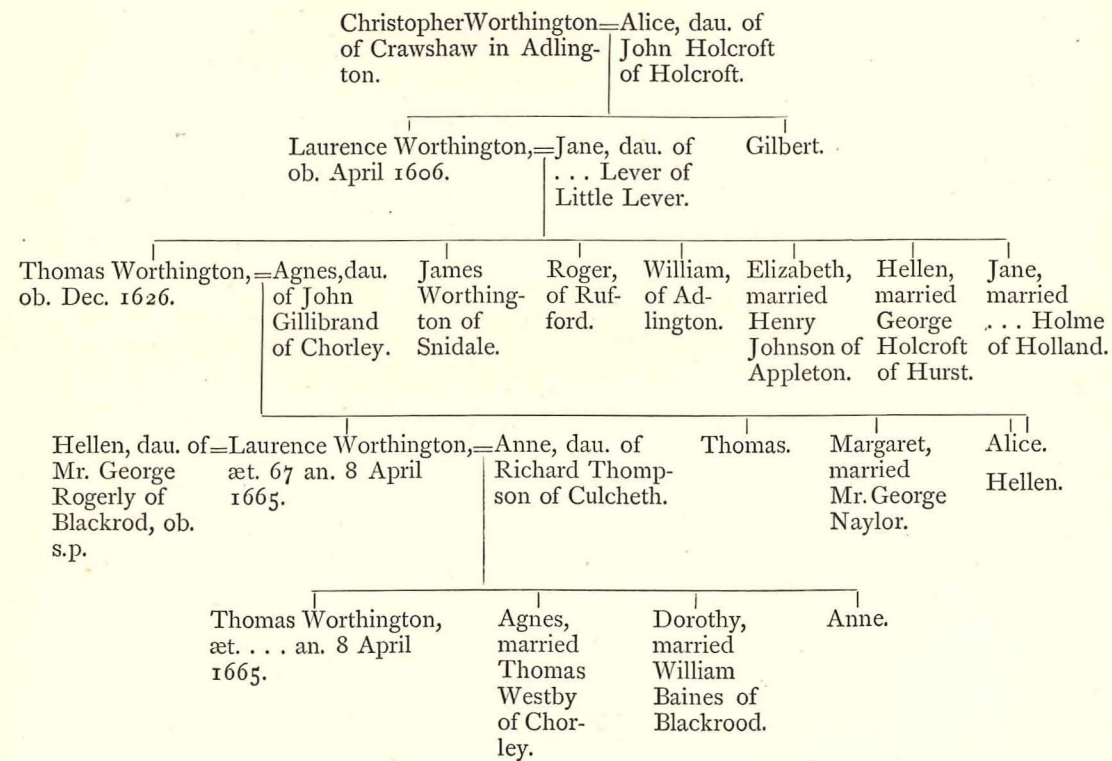 ChristopherWorthington=Alice, dau. of
of Crawshaw in Adling- John Holcroft
ton. of Holcroft.
Laurence Worthington,=Jane, dau. of Gilbert.
ob. April 1606. . . . Lever of
Little Lever.
Thomas Worthington,=Agnes,dau. James Roger, William, Elizabeth, Hellen, Jane,
ob. Dec. 1626. of John Worthing- of Ruf- of Ad- married married married
Gillibrand ton of ford. lington. Henry George . . . Holme
of Chorley. Snidale. Johnson of Holcroft of Holland.
Appleton. of Hurst.
Hellen, dau. of=Laurence Worthington,=Anne, dau. of Thomas. Margaret, Alice.
Mr. George æt. 67 an. 8 April Richard Thomp- married Hellen.
Rogerly of 1665. son of Culcheth. Mr. George
Blackrod, ob. Naylor.
s.p.
Thomas Worthington, Agnes, Dorothy, Anne.
æt. . . . an. 8 April married married
1665. Thomas William
Westby Baines of
of Chor- Blackrood.
ley.